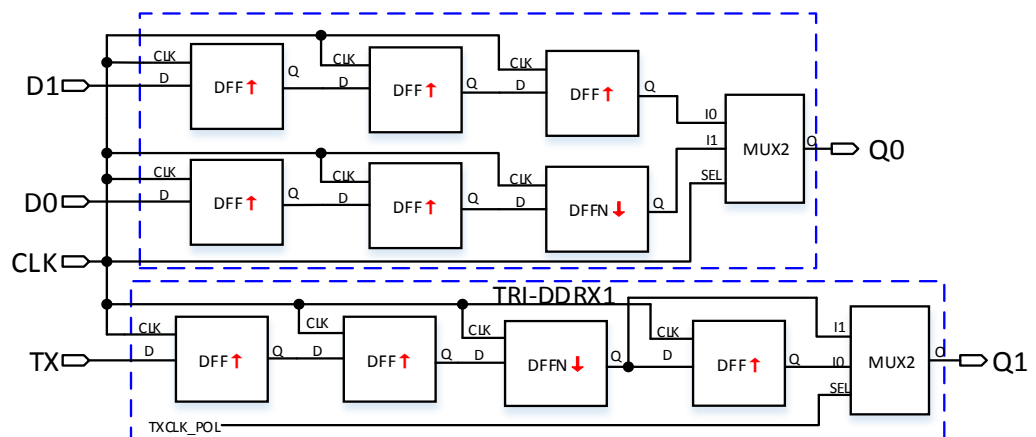 CLK CLK CLK
D1 D DFF↑ Q D DFF↑ Q D DFF↑ Q I0
I1 MUX2 O Q0
CLK CLK CLK
D0 D DFF↑ Q D DFF↑ Q D DFFN↓ Q SEL
CLK
TRI-DDRX1
CLK CLK CLK CLK I1
TX D DFF↑ Q D DFF↑ Q D DFFN↓ Q D DFF↑ Q I0 MUX2 O Q1
SEL
TXCLK_POL